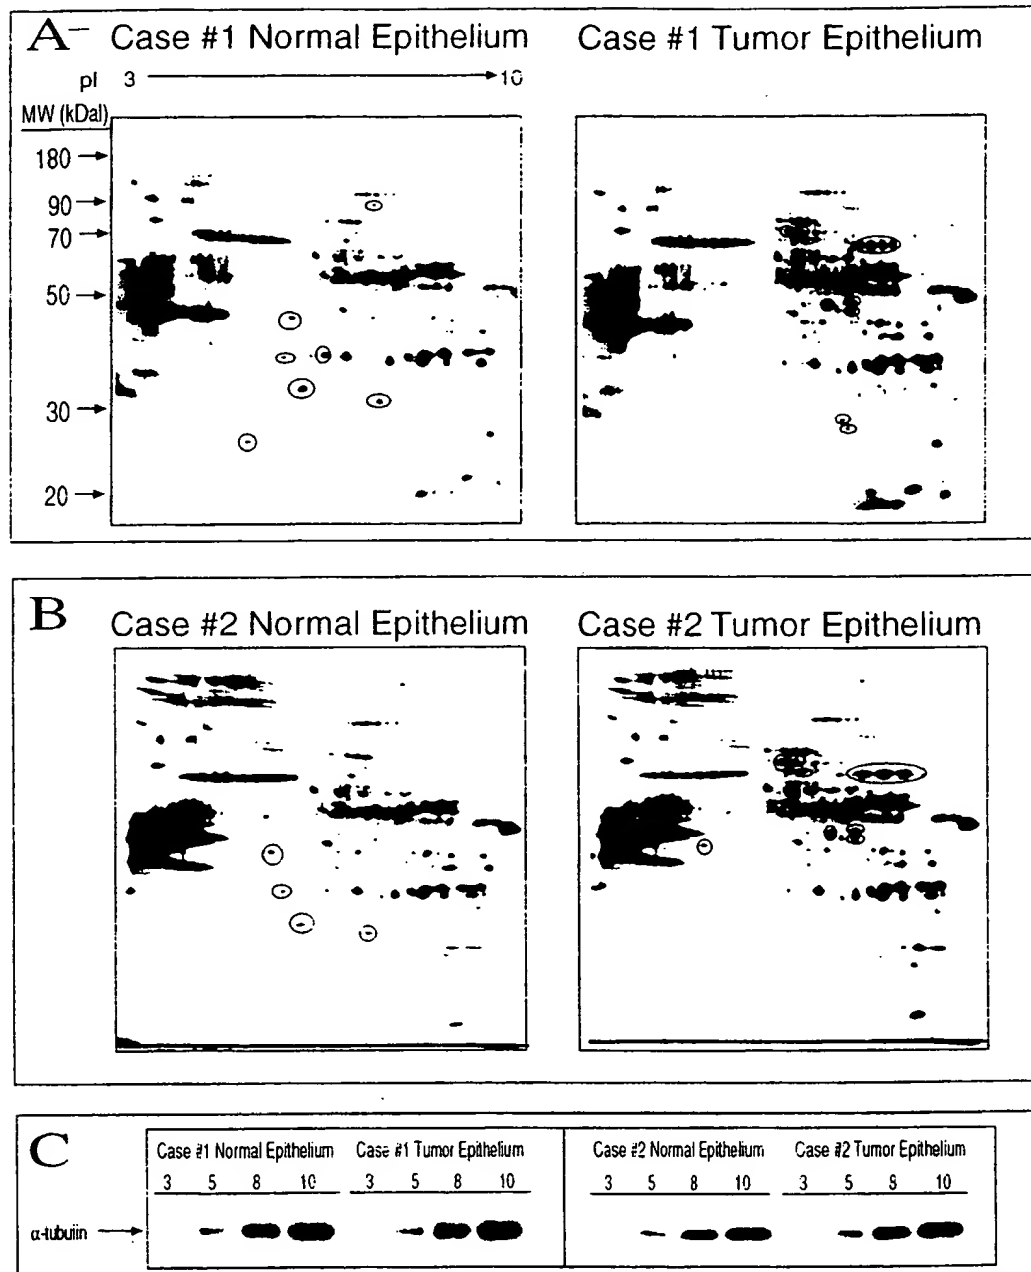 A Case #1 Normal Epithelium Case #1 Tumor Epithelium
pI 3 10
MW (kDal)
180
90
70
50
30
20
B Case #2 Normal Epithelium Case #2 Tumor Epithelium
C Case #1 Normal Epithelium Case #1 Tumor Epithelium Case #2 Normal Epithelium Case #2 Tumor Epithelium
3 5 8 10 3 5 8 10 3 5 8 10 3 5 8 10
α-tubulin